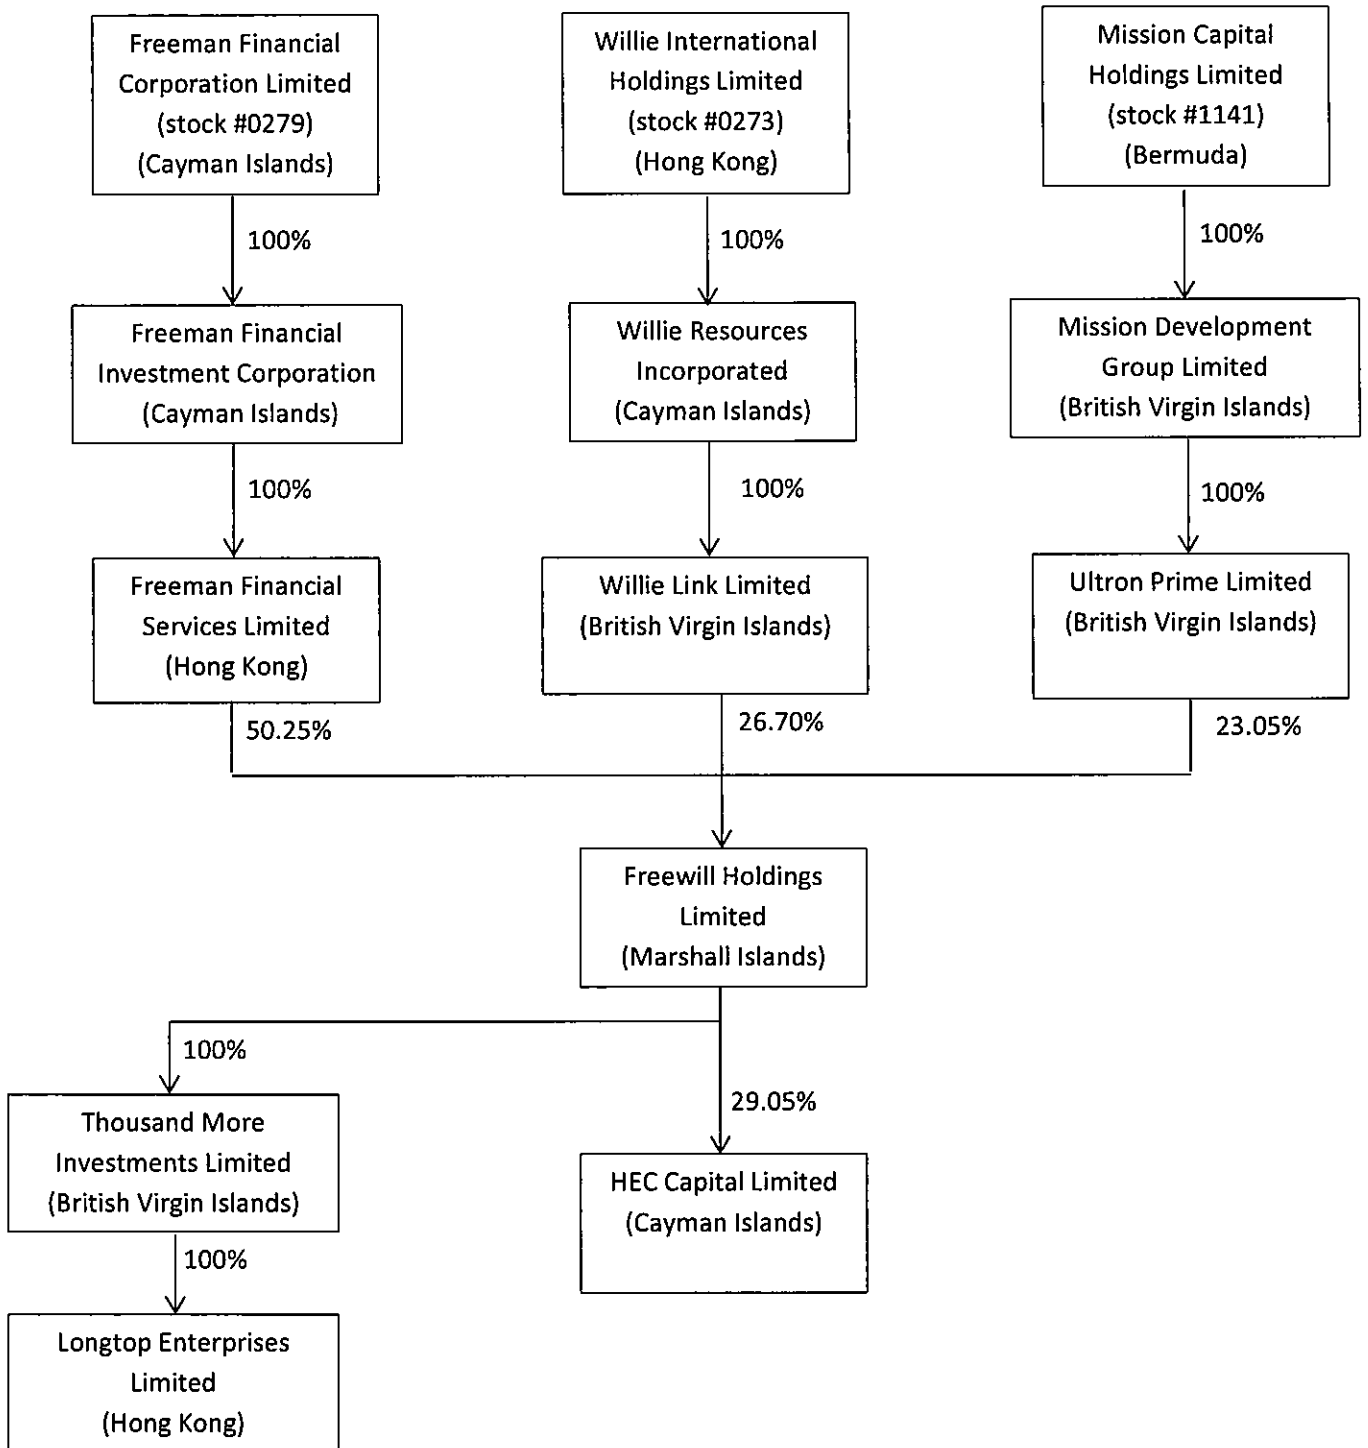 Freeman Financial
Corporation Limited
(stock #0279)
(Cayman Islands)
Willie International
Holdings Limited
(stock #0273)
(Hong Kong)
Mission Capital
Holdings Limited
(stock #1141)
(Bermuda)
100%
100%
100%
Freeman Financial
Investment Corporation
(Cayman Islands)
Willie Resources
Incorporated
(Cayman Islands)
Mission Development
Group Limited
(British Virgin Islands)
100%
100%
100%
Freeman Financial
Services Limited
(Hong Kong)
Willie Link Limited
(British Virgin Islands)
Ultron Prime Limited
(British Virgin Islands)
50.25%
26.70%
23.05%
Freewill Holdings
Limited
(Marshall Islands)
100%
29.05%
Thousand More
Investments Limited
(British Virgin Islands)
HEC Capital Limited
(Cayman Islands)
100%
Longtop Enterprises
Limited
(Hong Kong)